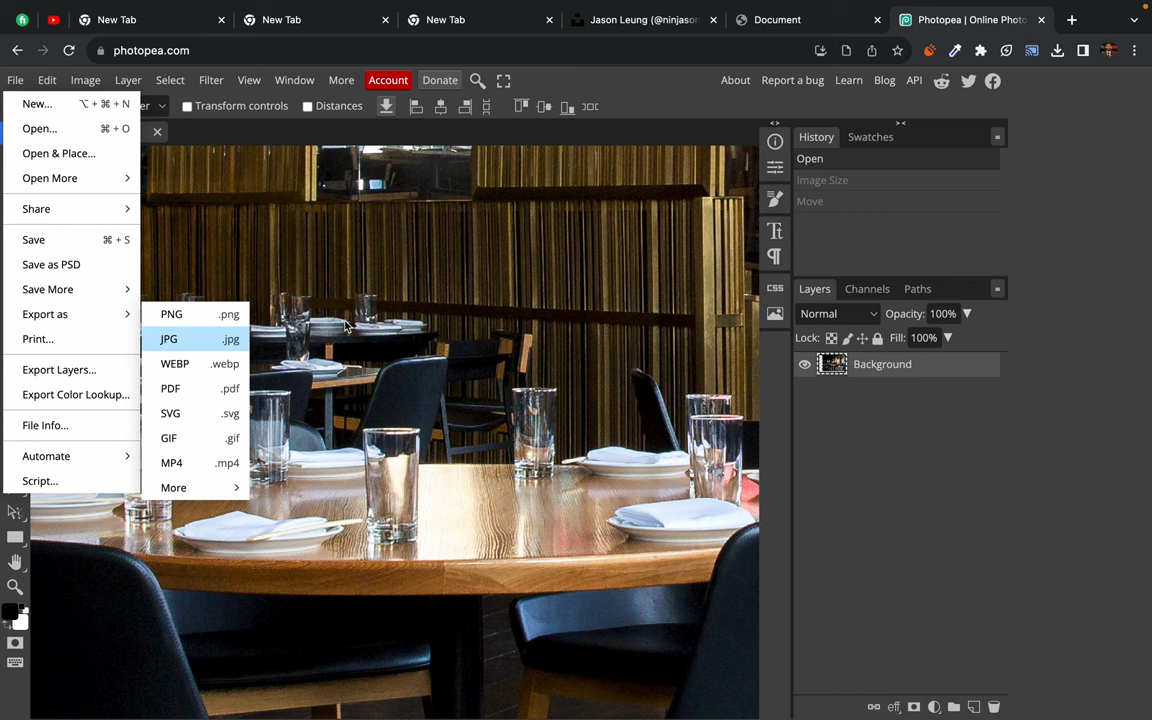 New Tab
New Tab
New Tab
Jason Leung (@ninjason
Document
Photopea | Online Photo
photopea.com
File Edit Image Layer Select Filter View Window More Account Donate
About Report a bug Learn Blog API
Transform controls Distances
New... ⌥ + ⌘ + N
Open... ⌘ + O
Open & Place...
Open More
Share
Save ⌘ + S
Save as PSD
Save More
Export as
Print...
Export Layers...
Export Color Lookup...
File Info...
Automate
Script...
PNG .png
JPG .jpg
WEBP .webp
PDF .pdf
SVG .svg
GIF .gif
MP4 .mp4
More
History Swatches
Open
Image Size
Move
CSS
Layers Channels Paths
Normal Opacity: 100%
Lock: Fill: 100%
Background
eff